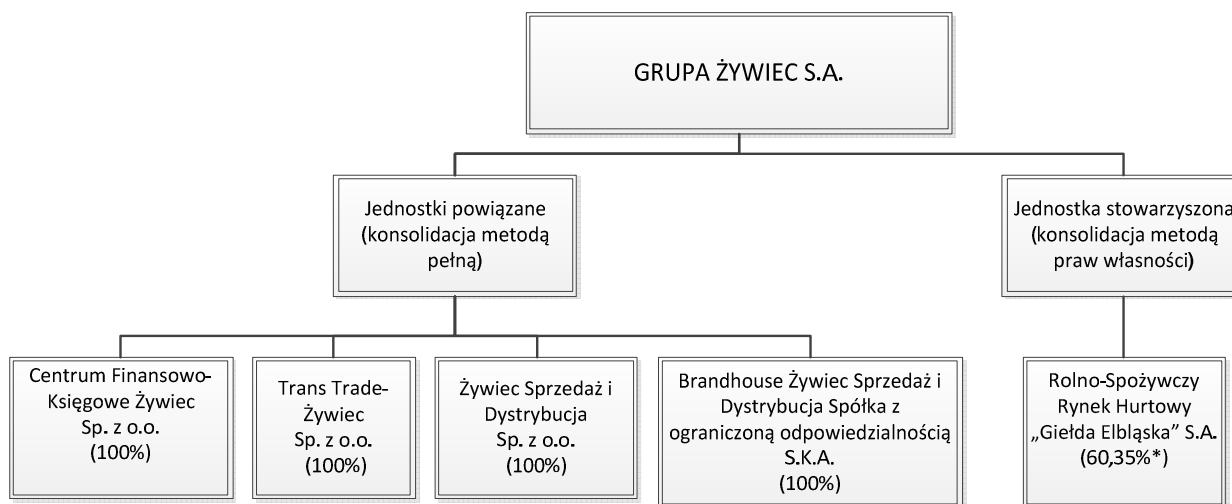 GRUPA ŻYWIEC S.A.
Jednostki powiązane
(konsolidacja metodą
pełną)
Jednostka stowarzyszona
(konsolidacja metodą
praw własności)
Centrum Finansowo-
Księgowe Żywiec
Sp. z o.o.
(100%)
Trans Trade-
Żywiec
Sp. z o.o.
(100%)
Żywiec Sprzedaż i
Dystrybucja
Sp. z o.o.
(100%)
Brandhouse Żywiec Sprzedaż i
Dystrybucja Spółka z
ograniczoną odpowiedzialnością
S.K.A.
(100%)
Rolno-Spożywczy
Rynek Hurtowy
„Giełda Elbląska” S.A.
(60,35%*)